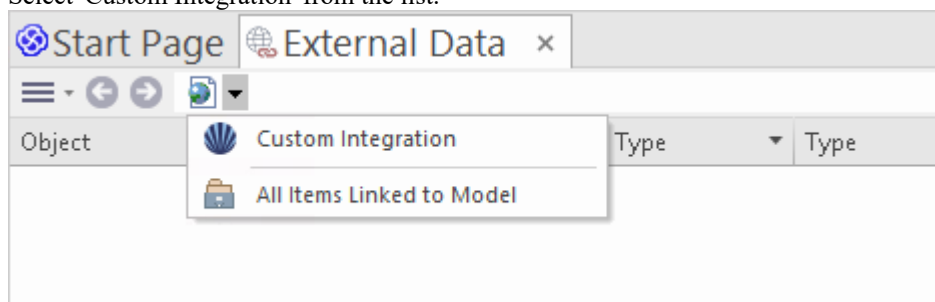 Select 'Custom Integration' from the list.
Start Page External Data ×
Object Type Type
Custom Integration
All Items Linked to Model